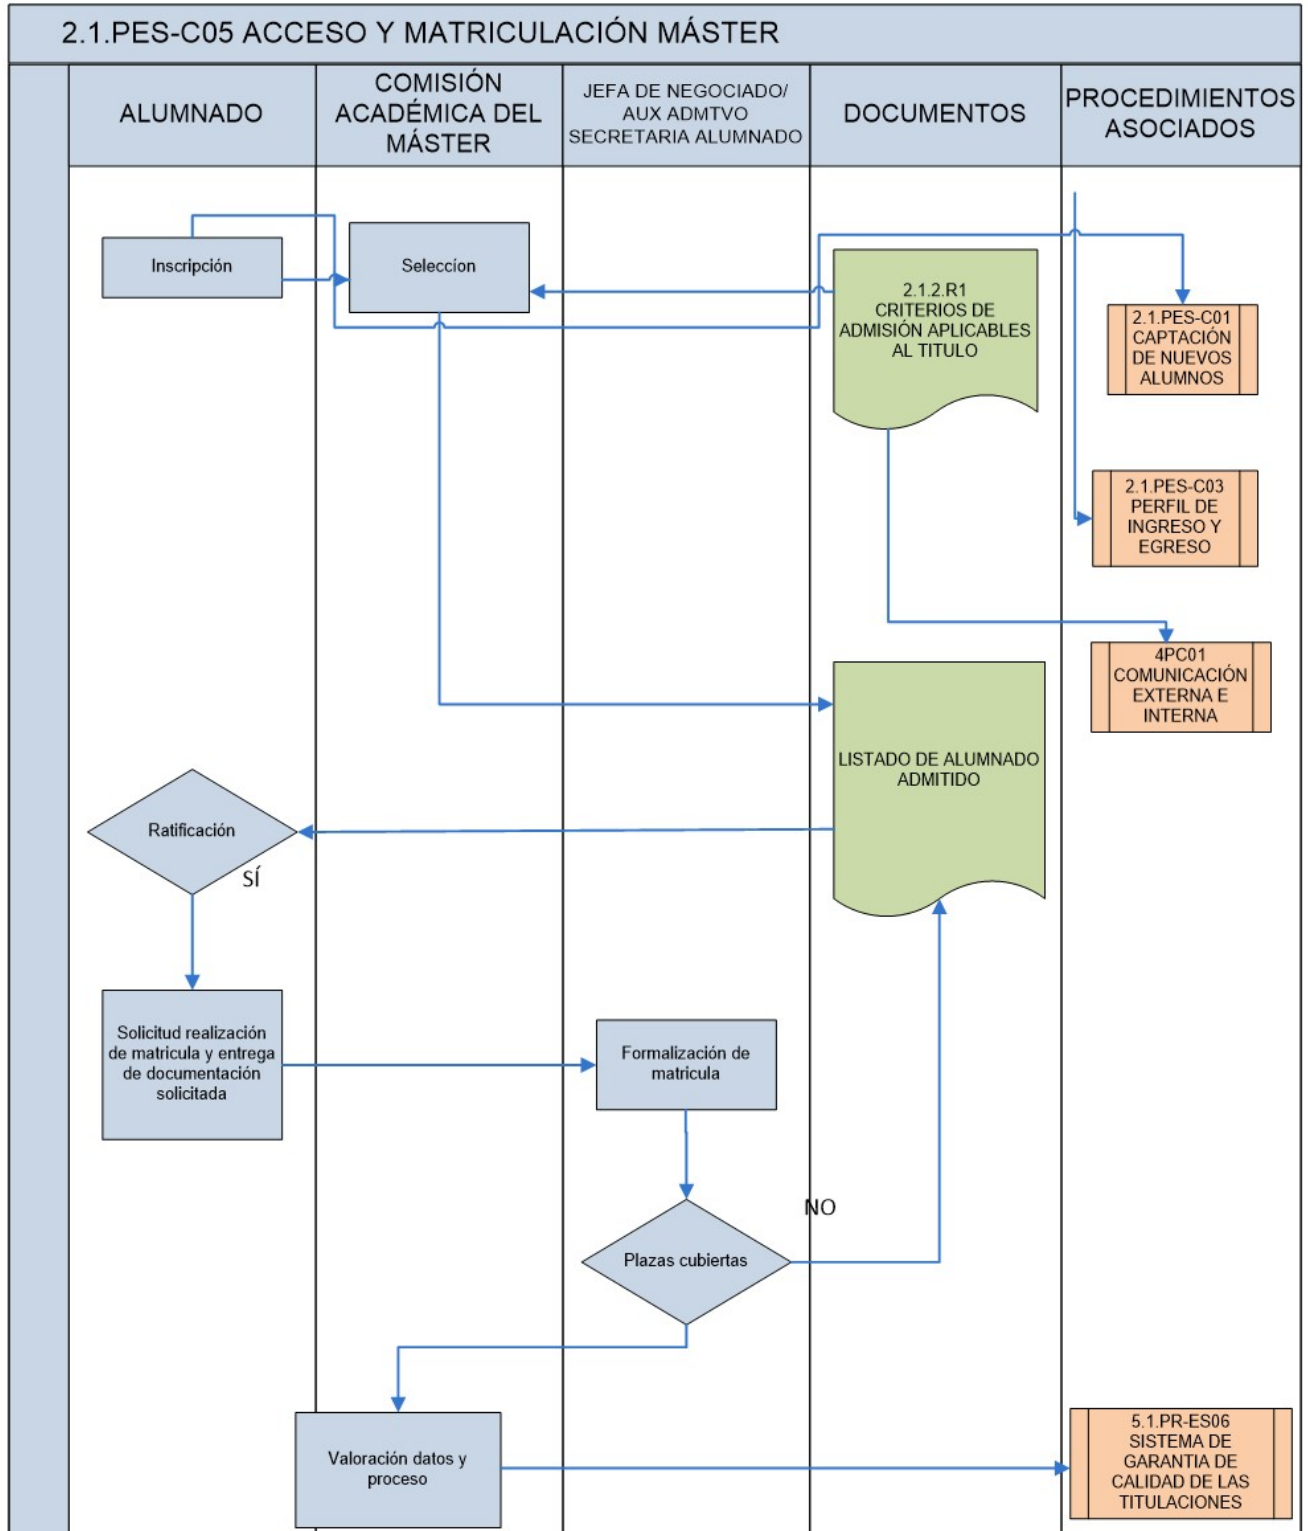 2.1.PES-C05 ACCESO Y MATRICULACIÓN MÁSTER
ALUMNADO
COMISIÓN
ACADÉMICA DEL
MÁSTER
JEFA DE NEGOCIADO/
AUX ADMTVO
SECRETARIA ALUMNADO
DOCUMENTOS
PROCEDIMIENTOS
ASOCIADOS
Inscripción
Seleccíon
2.1.2.R1
CRITERIOS DE
ADMISIÓN APLICABLES
AL TITULO
2.1.PES-C01
CAPTACIÓN
DE NUEVOS
ALUMNOS
2.1.PES-C03
PERFIL DE
INGRESO Y
EGRESO
4PC01
COMUNICACIÓN
EXTERNA E
INTERNA
LISTADO DE ALUMNADO
ADMITIDO
Ratificación
SÍ
Solicitud realización
de matricula y entrega
de documentación
solicitada
Formalización de
matricula
NO
Plazas cubiertas
Valoración datos y
proceso
5.1.PR-ES06
SISTEMA DE
GARANTIA DE
CALIDAD DE LAS
TITULACIONES